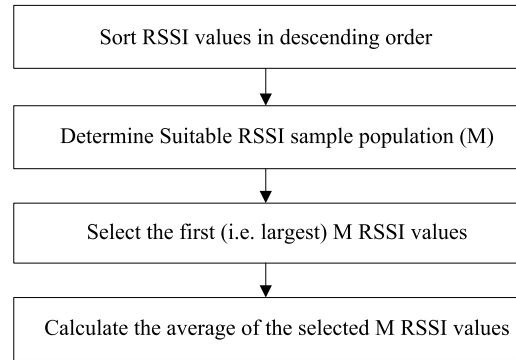 Sort RSSI values in descending order
Determine Suitable RSSI sample population (M)
Select the first (i.e. largest) M RSSI values
Calculate the average of the selected M RSSI values